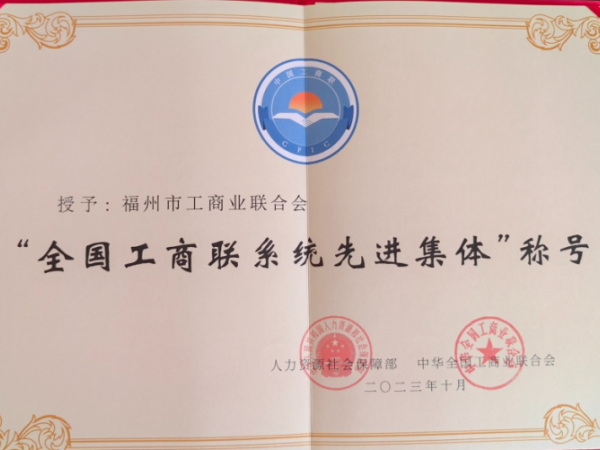 中国工商联
CFIC
授予：福州市工商业联合会
“全国工商联系统先进集体”称号
人力资源社会保障部 中华全国工商业联合会
二〇二三年十月